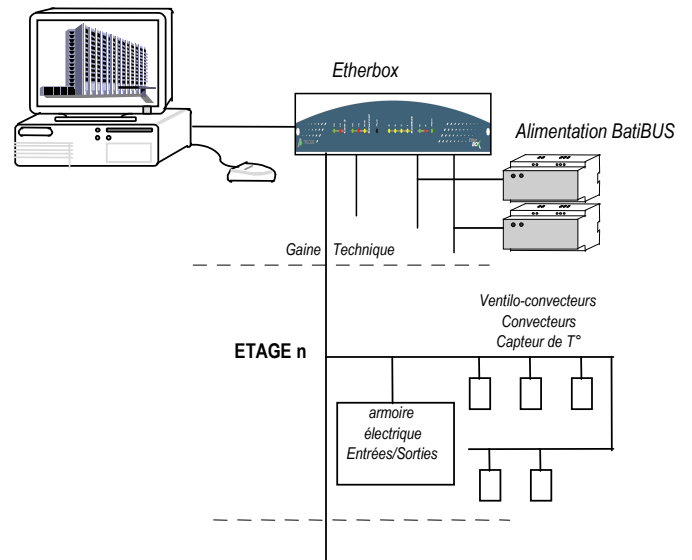 Etherbox
Alimentation BatiBUS
Gaine Technique
Ventilo-convecteurs
Convecteurs
Capteur de T°
ETAGE n
armoire
électrique
Entrées/Sorties